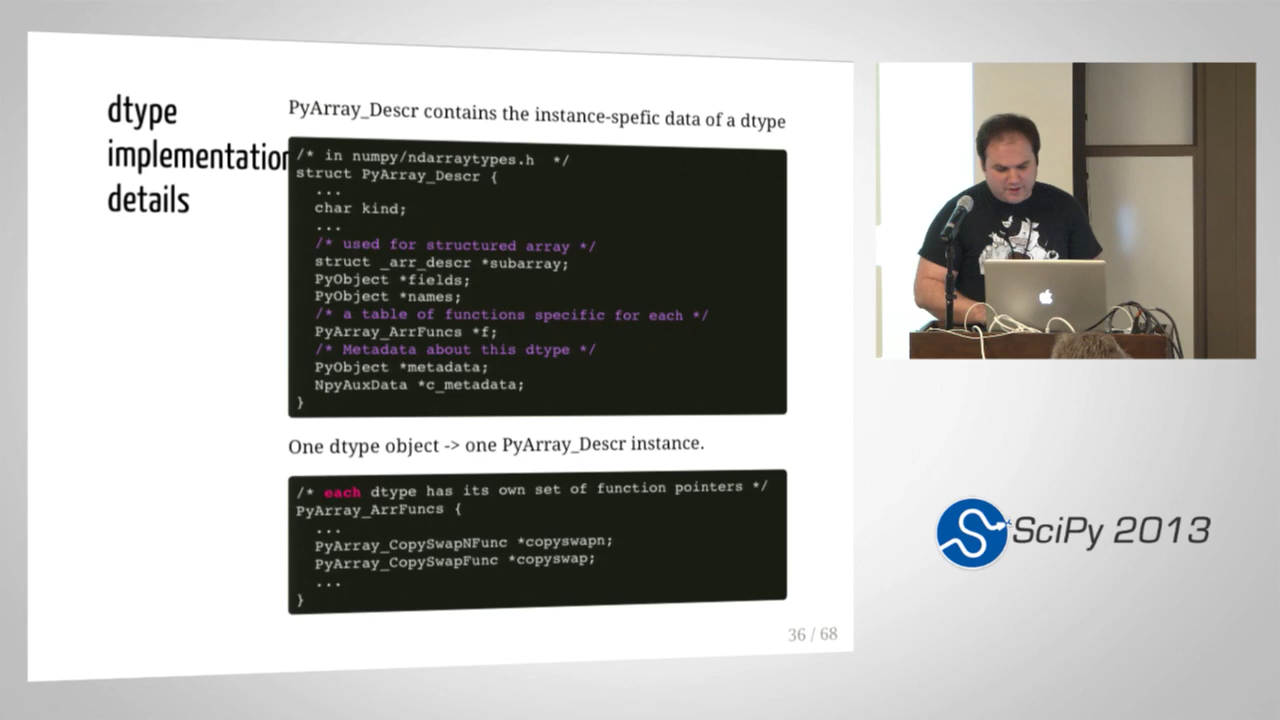 dtype
implementation
details
PyArray_Descr contains the instance-spefic data of a dtype
/* in numpy/ndarraytypes.h  */
struct PyArray_Descr {
  ...
  char kind;
  ...
  /* used for structured array */
  struct _arr_descr *subarray;
  PyObject *fields;
  PyObject *names;
  /* a table of functions specific for each */
  PyArray_ArrFuncs *f;
  /* Metadata about this dtype */
  PyObject *metadata;
  NpyAuxData *c_metadata;
}
One dtype object -> one PyArray_Descr instance.
/* each dtype has its own set of function pointers */
PyArray_ArrFuncs {
  ...
  PyArray_CopySwapNFunc *copyswapn;
  PyArray_CopySwapFunc *copyswap;
  ...
}
36 / 68
SciPy 2013